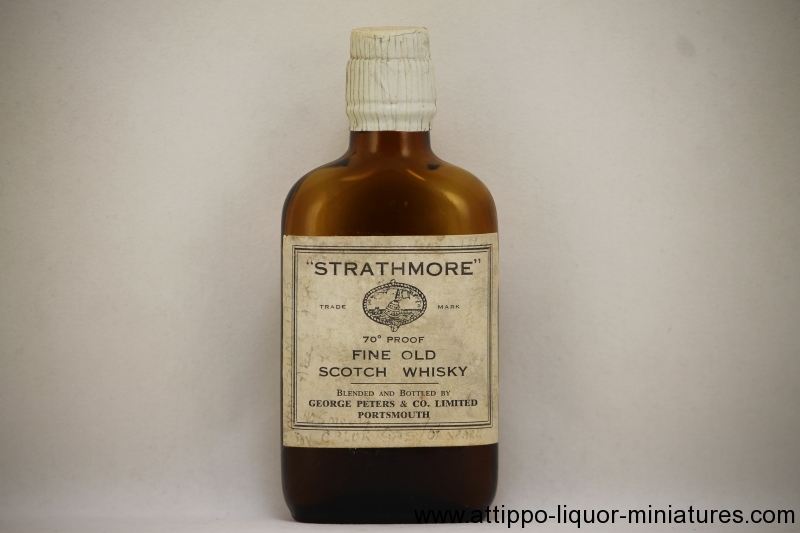 "STRATHMORE"
TRADE MARK
70° PROOF
FINE OLD
SCOTCH WHISKY
BLENDED AND BOTTLED BY
GEORGE PETERS & CO. LIMITED
PORTSMOUTH
www.attippo-liquor-miniatures.com